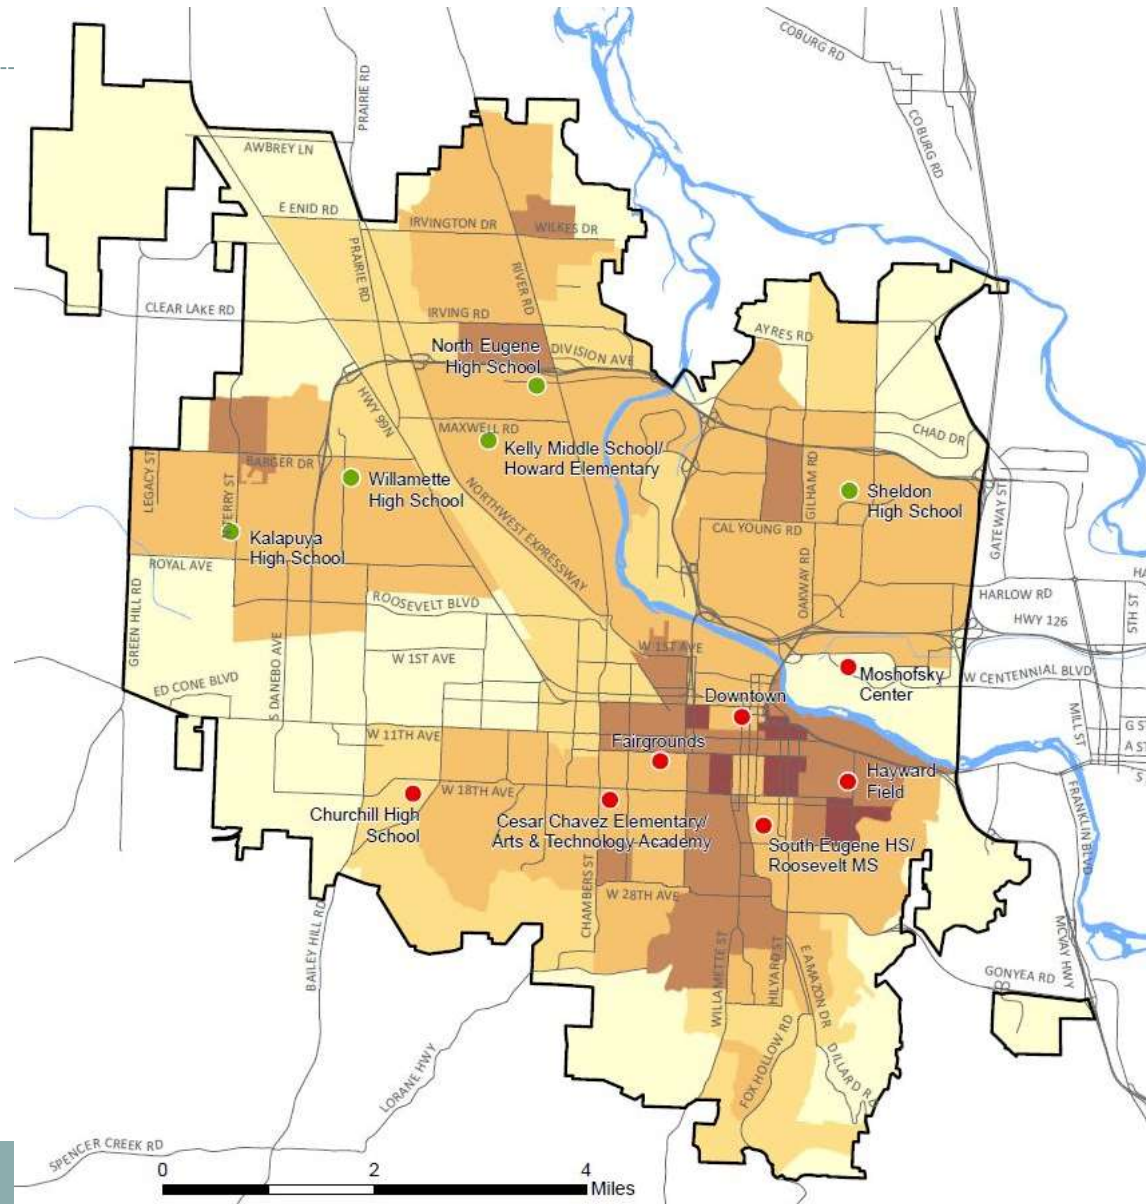 COBURG RD
COBURG RD
PRAIRIE RD
AWBREY LN
E ENID RD
IRVINGTON DR
WILKES DR
PRAIRIE RD
RIVER RD
CLEAR LAKE RD
IRVING RD
AYRES RD
North Eugene
High School
DIVISION AVE
HWY 99N
MAXWELL RD
CHAD DR
Kelly Middle School/
Howard Elementary
BARGER DR
LEGACY ST
TERRY ST
Willamette
High School
NORTHWEST EXPRESSWAY
GILHAM RD
Sheldon
High School
GATEWAY ST
CAL YOUNG RD
Kalapuya
High School
ROYAL AVE
OAKWAY RD
HARLOW RD
5TH ST
GREEN HILL RD
ROOSEVELT BLVD
HWY 126
S DANEBO AVE
W 1ST AVE
W 1ST AVE
Moshofsky
Center
W CENTENNIAL BLVD
ED CONE BLVD
Downtown
MILL ST
G ST
A ST
S
W 11TH AVE
Fairgrounds
Hayward
Field
W 18TH AVE
Churchill High
School
Cesar Chavez Elementary/
Arts & Technology Academy
South Eugene HS/
Roosevelt MS
FRANKLIN BLVD
CHAMBERS ST
W 28TH AVE
BAILEY HILL RD
WILLAMETTE ST
HILYARD ST
E AMAZON DR
MCVAY HWY
GONYEA RD
FOX HOLLOW RD
DILLARD RD
LORANE HWY
SPENCER CREEK RD
0 2 4
Miles